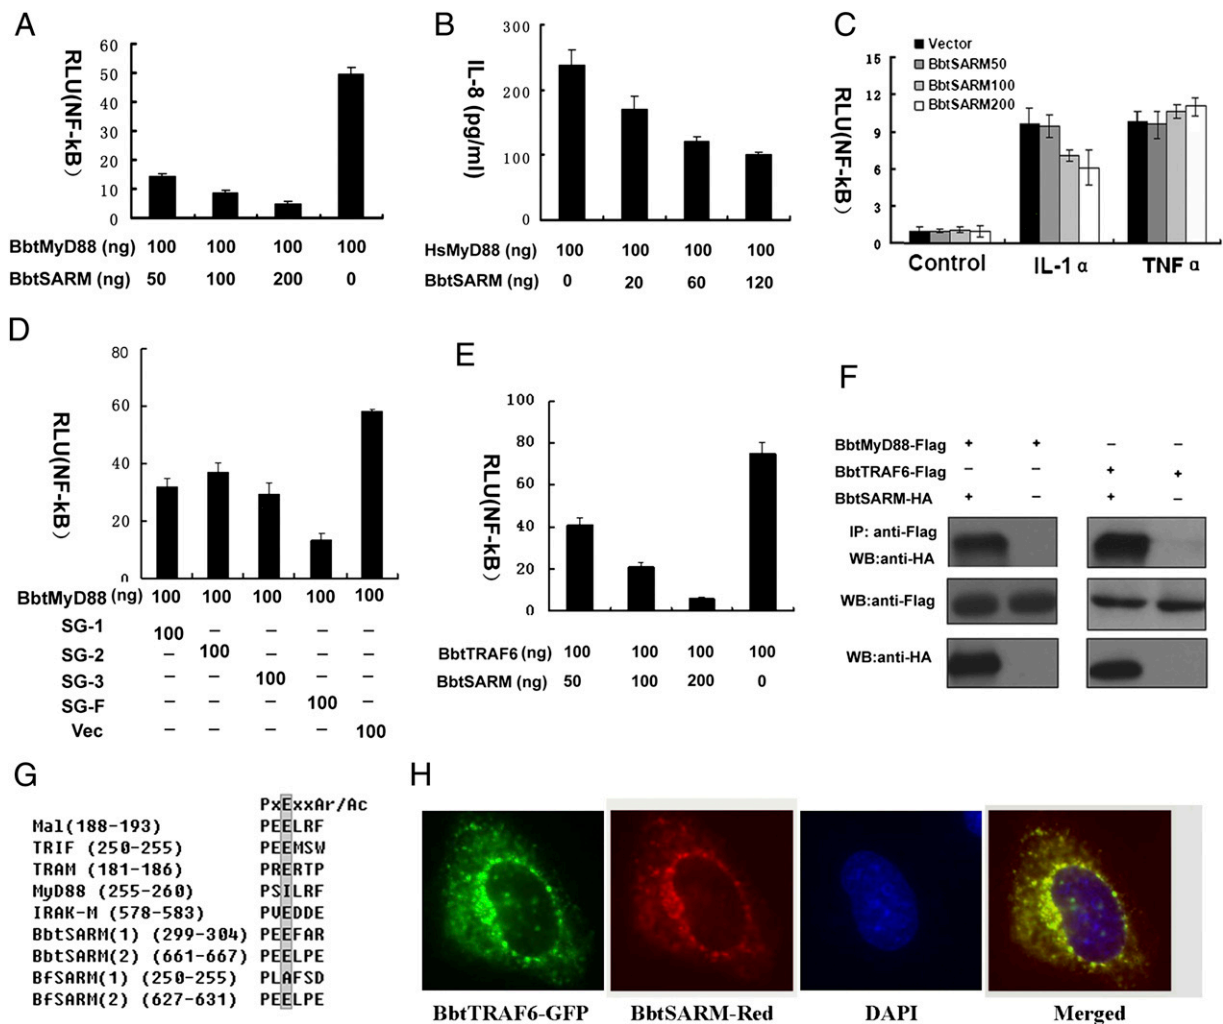 A
RLU(NF-kB)
60
50
40
30
20
10
0
BbtMyD88 (ng) 100 100 100 100
BbtSARM (ng) 50 100 200 0
B
IL-8 (pg/ml)
300
200
100
0
HsMyD88 (ng) 100 100 100 100
BbtSARM (ng) 0 20 60 120
C
RLU(NF-kB)
15
12
9
6
3
0
Vector
BbtSARM50
BbtSARM100
BbtSARM200
Control IL-1 α TNF α
D
RLU(NF-kB)
80
60
40
20
0
BbtMyD88 (ng) 100 100 100 100 100
SG-1 100 – – – –
SG-2 – 100 – – –
SG-3 – – 100 – –
SG-F – – – 100 –
Vec – – – – 100
E
RLU(NF-kB)
100
80
60
40
20
0
BbtTRAF6 (ng) 100 100 100 100
BbtSARM (ng) 50 100 200 0
F
BbtMyD88-Flag + + – –
BbtTRAF6-Flag – – + +
BbtSARM-HA + – + –
IP: anti-Flag
WB:anti-HA
WB:anti-Flag
WB:anti-HA
G
PxExxAr/Ac
Mal(188-193) PEELRF
TRIF (250-255) PEEMSW
TRAM (181-186) PRERTP
MyD88 (255-260) PSILRF
IRAK-M (578-583) PVEDDE
BbtSARM(1) (299-304) PEEFAR
BbtSARM(2) (661-667) PEELPE
BfSARM(1) (250-255) PLAFSD
BfSARM(2) (627-631) PEELPE
H
BbtTRAF6-GFP BbtSARM-Red DAPI Merged